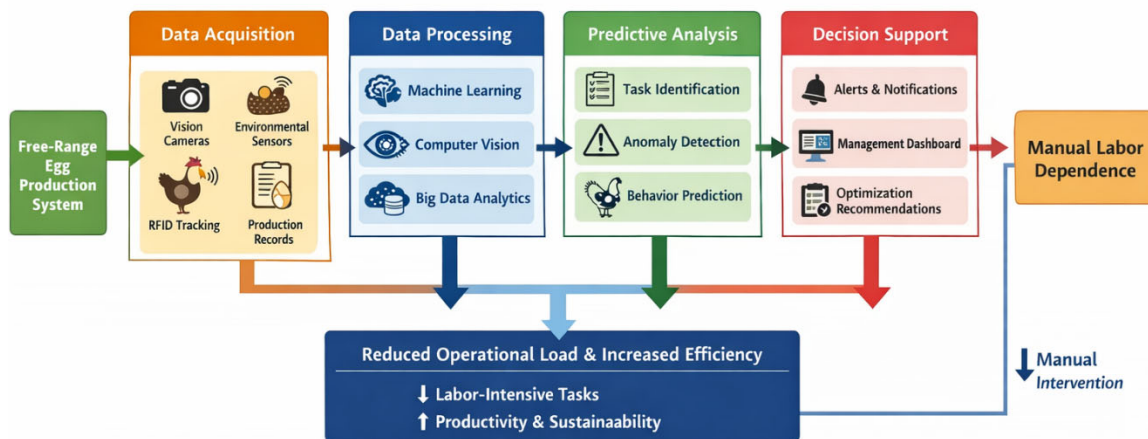 Free-Range
Egg
Production
System
Data Acquisition
Vision
Cameras
Environmental
Sensors
RFID Tracking
Production
Records
Data Processing
Machine Learning
Computer Vision
Big Data Analytics
Predictive Analysis
Task Identification
Anomaly Detection
Behavior Prediction
Decision Support
Alerts & Notifications
Management Dashboard
Optimization
Recommendations
Manual Labor
Dependence
Reduced Operational Load & Increased Efficiency
↓ Labor-Intensive Tasks
↑ Productivity & Sustainaability
↓ Manual
Intervention